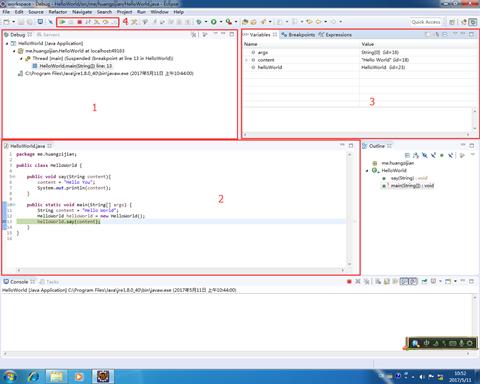 workspace - Debug - HelloWorld/src/me/huangzijian/HelloWorld.java - Eclipse
File Edit Source Refactor Navigate Search Project Run Window Help
4
Quick Access
Debug Servers
HelloWorld [Java Application]
me.huangzijian.HelloWorld at localhost:49163
Thread [main] (Suspended (breakpoint at line 13 in HelloWorld))
HelloWorld.main(String[]) line: 13
C:\Program Files\Java\jre1.8.0_40\bin\javaw.exe (2017年5月11日 上午10:44:00)
1
Variables Breakpoints Expressions
Name Value
args String[0] (id=16)
content "Hello World" (id=18)
helloWorld HelloWorld (id=23)
3
HelloWorld.java
package me.huangzijian;
public class HelloWorld {
public void say(String content){
content = "Hello You";
System.out.println(content);
}
public static void main(String[] args) {
String content = "Hello World";
HelloWorld helloWorld = new HelloWorld();
helloWorld.say(content);
}
}
2
Outline
me.huangzijian
HelloWorld
say(String) : void
main(String[]) : void
Console Tasks
HelloWorld [Java Application] C:\Program Files\Java\jre1.8.0_40\bin\javaw.exe (2017年5月11日 上午10:44:00)
10:52
2017/5/11